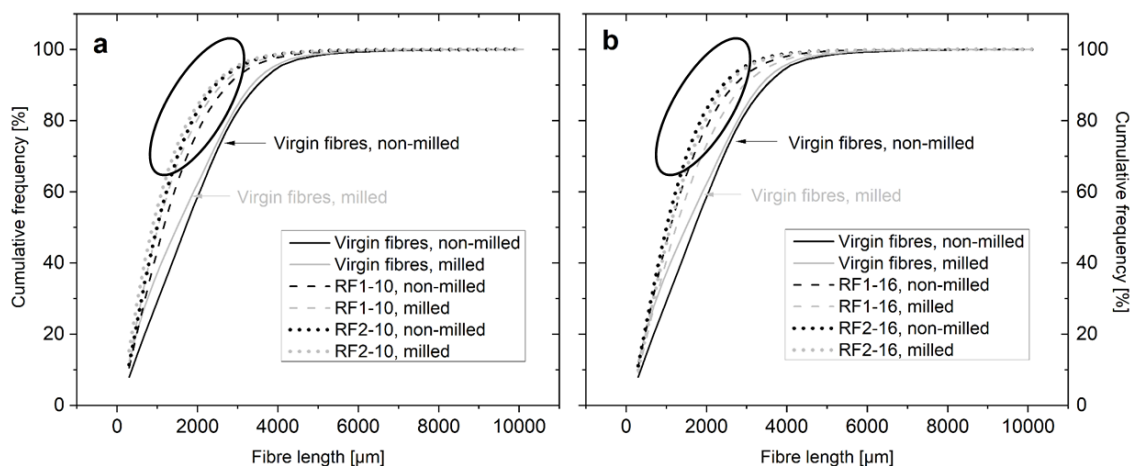 a
Cumulative frequency [%]
100
80
60
40
20
0
Virgin fibres, non-milled
Virgin fibres, milled
Virgin fibres, non-milled
Virgin fibres, milled
RF1-10, non-milled
RF1-10, milled
RF2-10, non-milled
RF2-10, milled
0 2000 4000 6000 8000 10000
Fibre length [µm]
b
Virgin fibres, non-milled
Virgin fibres, milled
Virgin fibres, non-milled
Virgin fibres, milled
RF1-16, non-milled
RF1-16, milled
RF2-16, non-milled
RF2-16, milled
0 2000 4000 6000 8000 10000
Fibre length [µm]
100
80
60
40
20
0
Cumulative frequency [%]